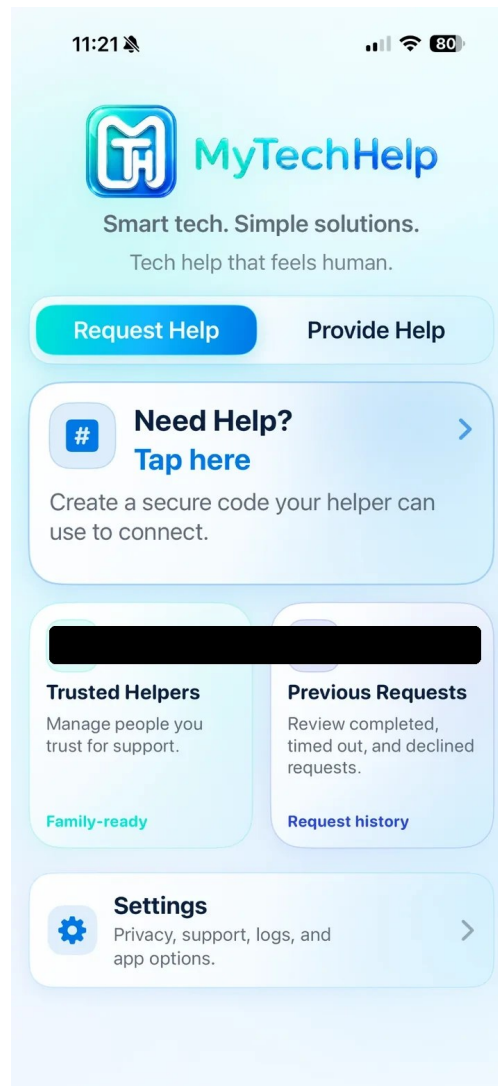 11:21
80
MTH
MyTechHelp
Smart tech. Simple solutions.
Tech help that feels human.
Request Help
Provide Help
#
Need Help?
Tap here
Create a secure code your helper can
use to connect.
Trusted Helpers
Manage people you
trust for support.
Family-ready
Previous Requests
Review completed,
timed out, and declined
requests.
Request history
Settings
Privacy, support, logs, and
app options.